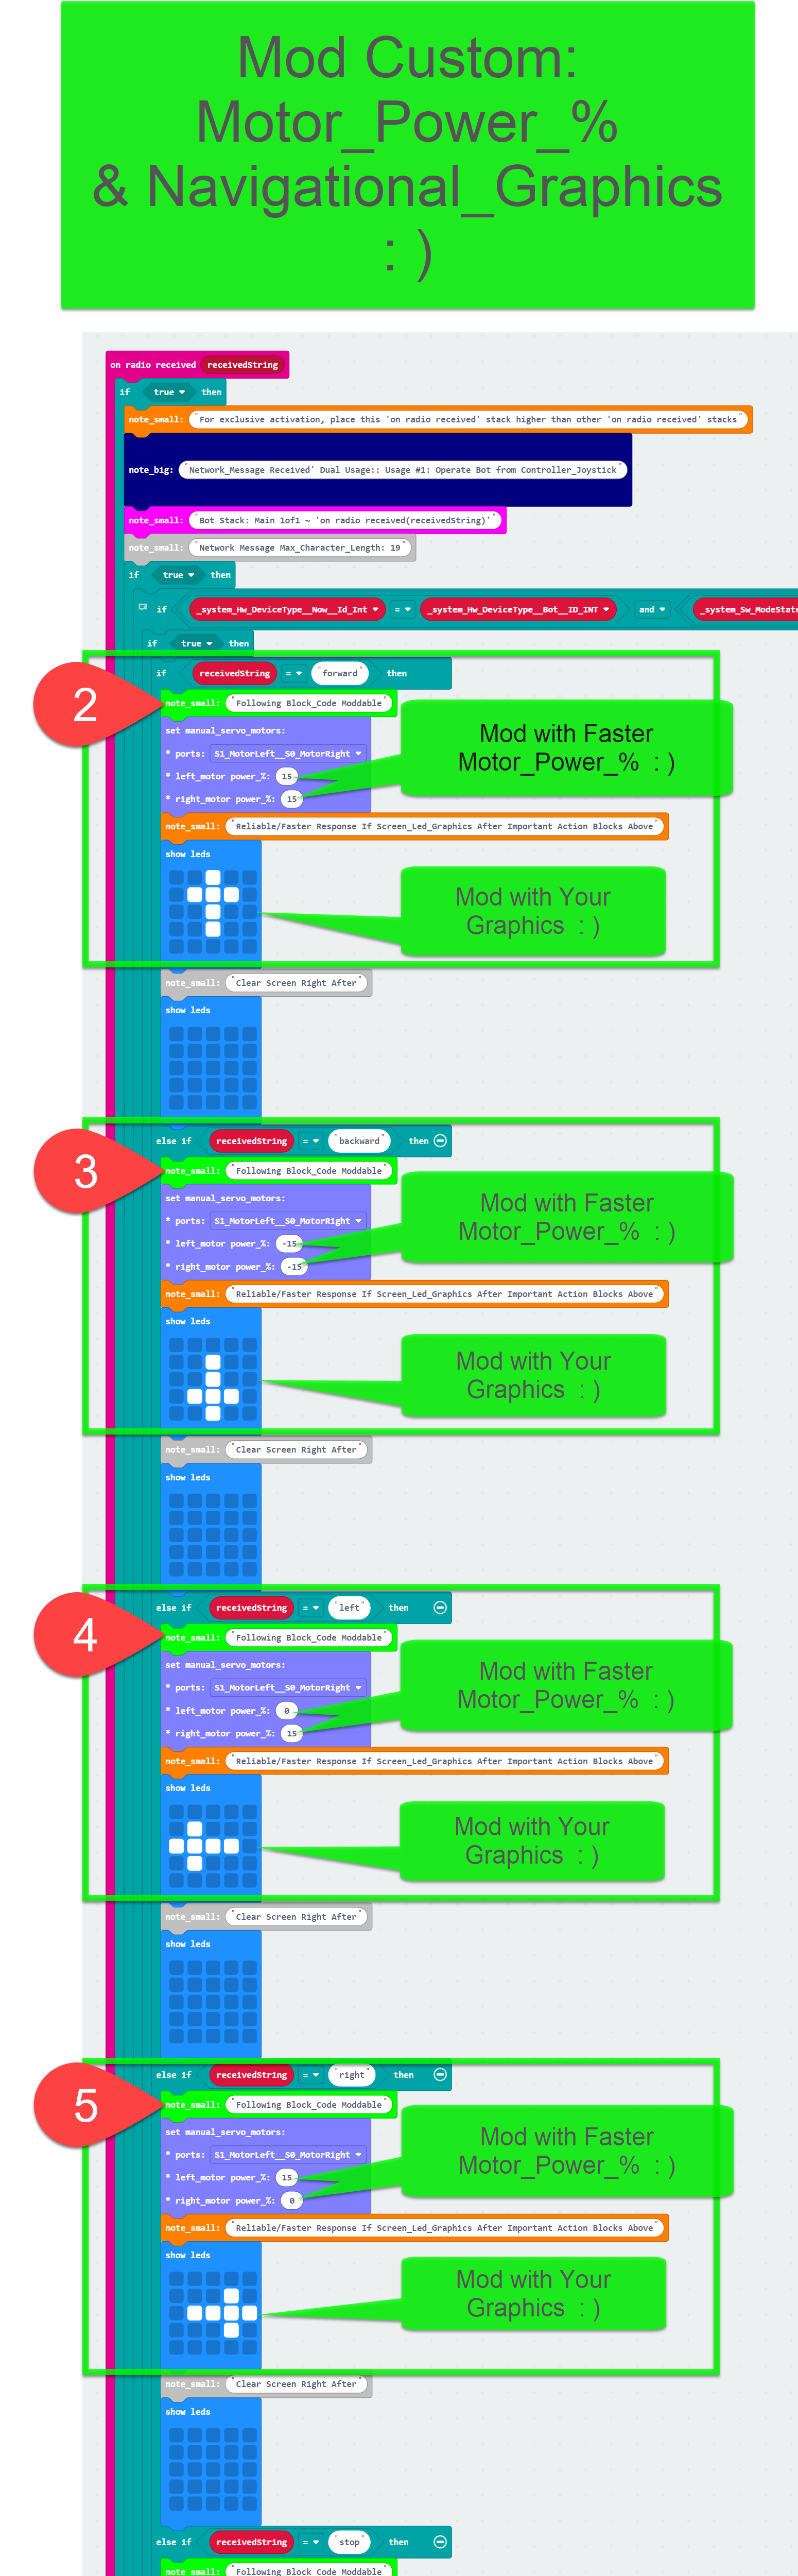 Mod Custom:
Motor_Power_%
& Navigational_Graphics
: )
on radio received receivedString
if true then
note_small: "For exclusive activation, place this 'on radio received' stack higher than other 'on radio received' stacks"
note_big: "Network_Message Received' Dual Usage:: Usage #1: Operate Bot from Controller_Joystick"
note_small: "Bot Stack: Main 1of1 ~ 'on radio received(receivedString)'"
note_small: "Network Message Max_Character_Length: 19"
if true then
if _system_Hw_DeviceType__Now__Id_Int = _system_Hw_DeviceType__Bot__ID_INT and _system_Sw_ModeState
if true then
if receivedString = "forward" then
2
note_small: "Following Block_Code Moddable"
set manual_servo_motors:
Mod with Faster
Motor_Power_% : )
* ports: S1_MotorLeft__S0_MotorRight
* left_motor power_%: 15
* right_motor power_%: 15
note_small: "Reliable/Faster Response If Screen_Led_Graphics After Important Action Blocks Above"
show leds
Mod with Your
Graphics : )
note_small: "Clear Screen Right After"
show leds
else if receivedString = "backward" then
3
note_small: "Following Block_Code Moddable"
set manual_servo_motors:
Mod with Faster
Motor_Power_% : )
* ports: S1_MotorLeft__S0_MotorRight
* left_motor power_%: -15
* right_motor power_%: -15
note_small: "Reliable/Faster Response If Screen_Led_Graphics After Important Action Blocks Above"
show leds
Mod with Your
Graphics : )
note_small: "Clear Screen Right After"
show leds
else if receivedString = "left" then
4
note_small: "Following Block_Code Moddable"
set manual_servo_motors:
Mod with Faster
Motor_Power_% : )
* ports: S1_MotorLeft__S0_MotorRight
* left_motor power_%: 0
* right_motor power_%: 15
note_small: "Reliable/Faster Response If Screen_Led_Graphics After Important Action Blocks Above"
show leds
Mod with Your
Graphics : )
note_small: "Clear Screen Right After"
show leds
else if receivedString = "right" then
5
note_small: "Following Block_Code Moddable"
set manual_servo_motors:
Mod with Faster
Motor_Power_% : )
* ports: S1_MotorLeft__S0_MotorRight
* left_motor power_%: 15
* right_motor power_%: 0
note_small: "Reliable/Faster Response If Screen_Led_Graphics After Important Action Blocks Above"
show leds
Mod with Your
Graphics : )
note_small: "Clear Screen Right After"
show leds
else if receivedString = "stop" then
note_small: "Following Block_Code Moddable"